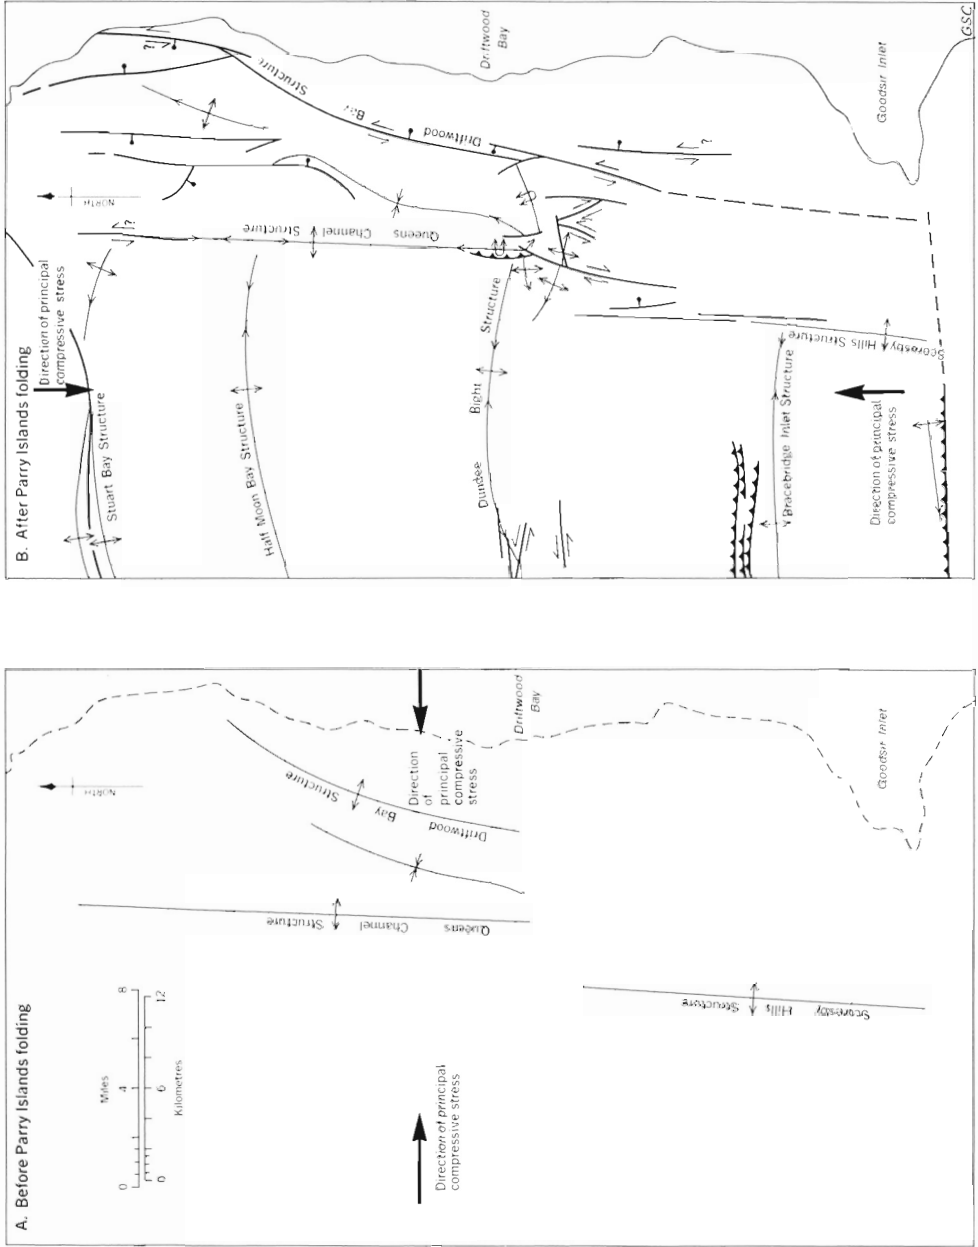 A. Before Parry Islands folding
Miles
0
4
8
0
6
12
Kilometres
NORTH
Queens Channel Structure
Driftwood Bay Structure
Direction
of
principal
compressive
stress
Driftwood
Bay
Direction of principal
compressive stress
Scoresby Hills Structure
Goodsir Inlet
B. After Parry Islands folding
Direction of principal
compressive stress
NORTH
?
?
Stuart Bay Structure
Half Moon Bay Structure
Queens Channel Structure
Driftwood Bay Structure
Driftwood
Bay
Dundee Bight Structure
?
Bracebridge Inlet Structure
Scoresby Hills Structure
Direction of principal
compressive stress
Goodsir Inlet
GSC